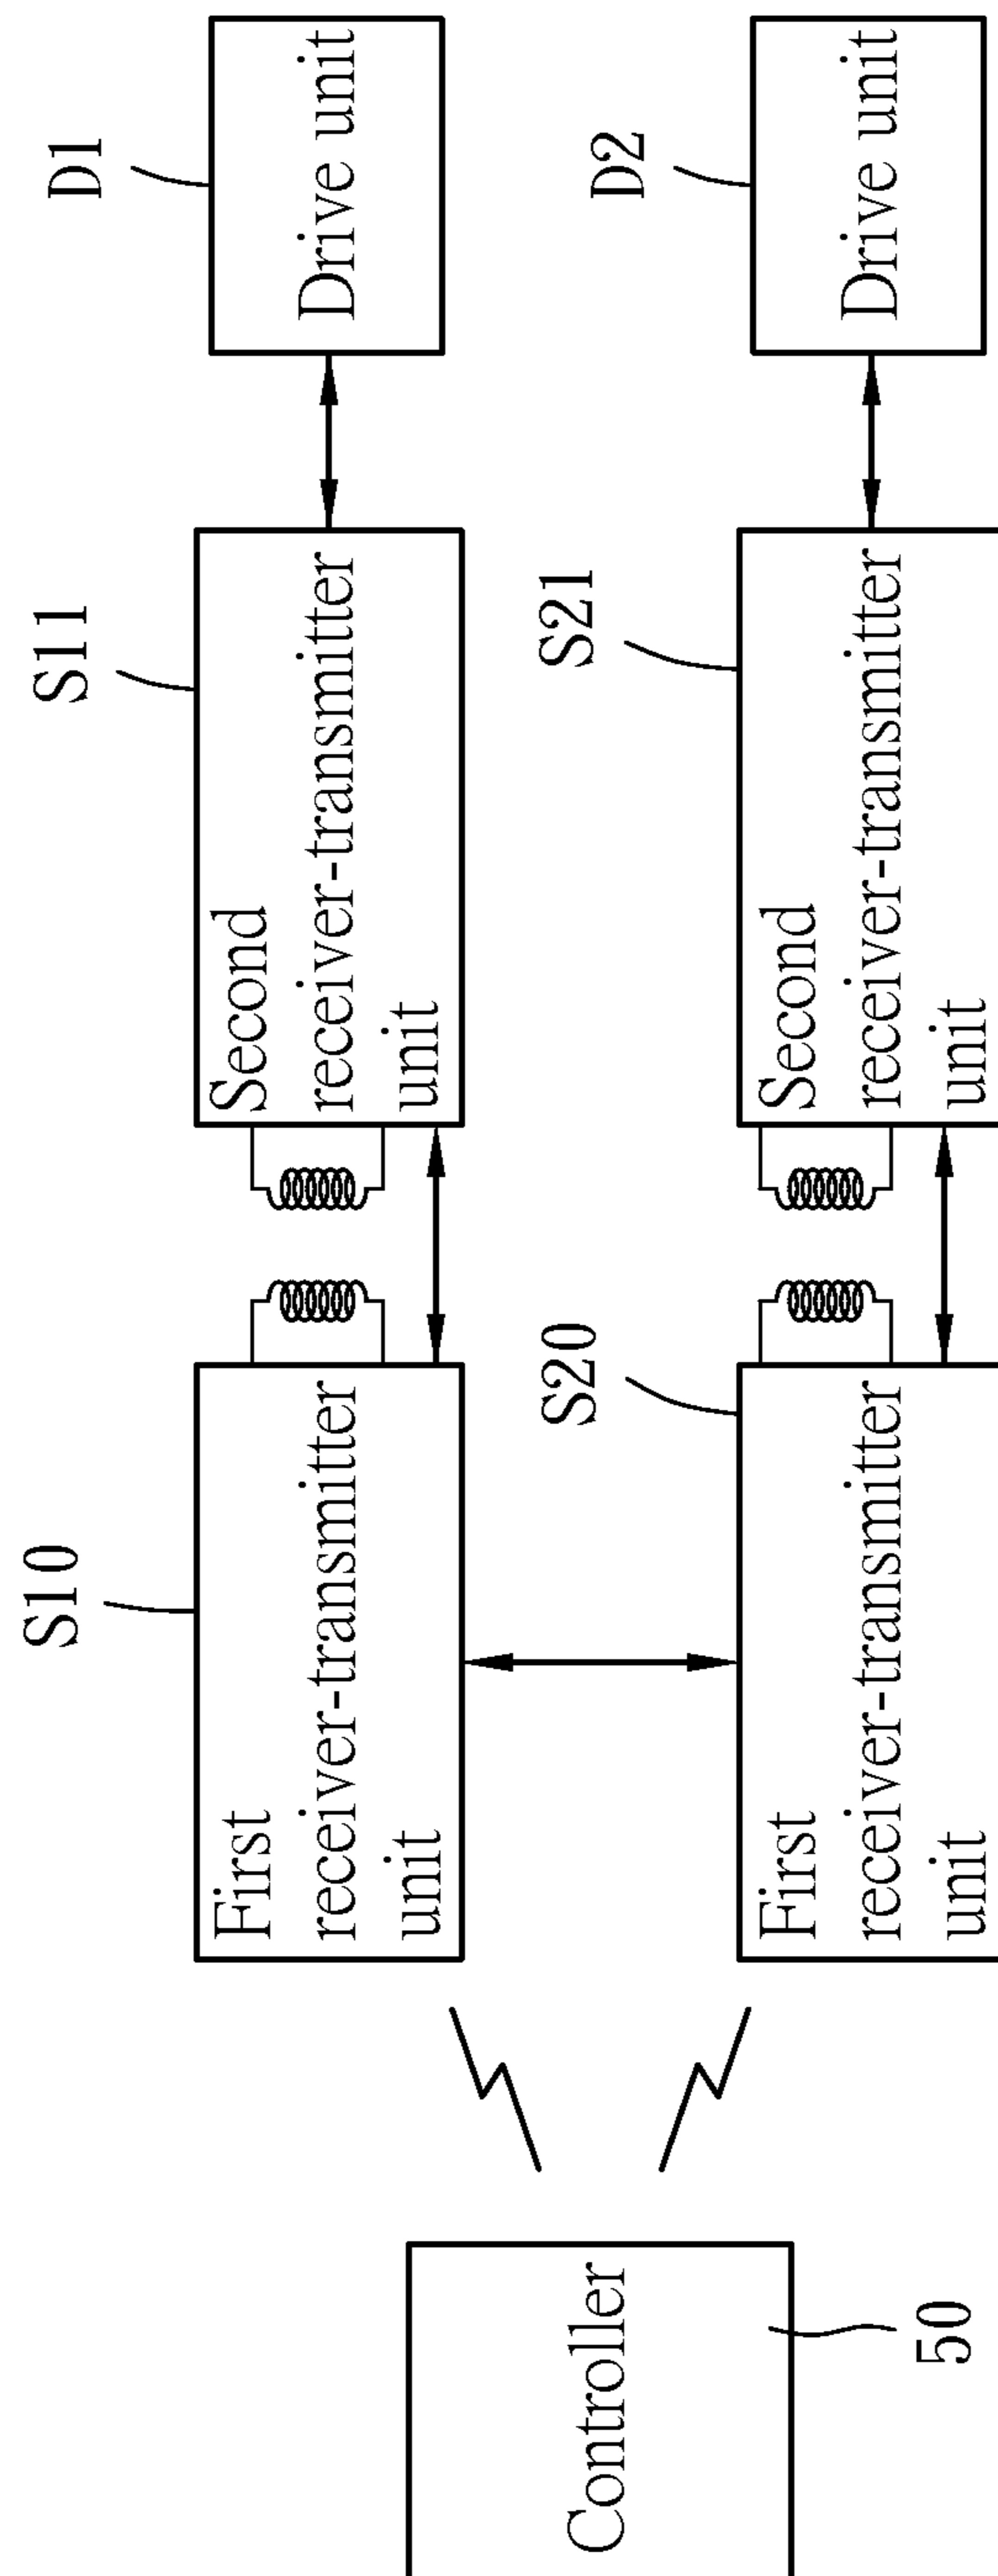 D1
Drive unit
S11
Second
receiver-transmitter
unit
S10
First
receiver-transmitter
unit
D2
Drive unit
S21
Second
receiver-transmitter
unit
S20
First
receiver-transmitter
unit
Controller
50